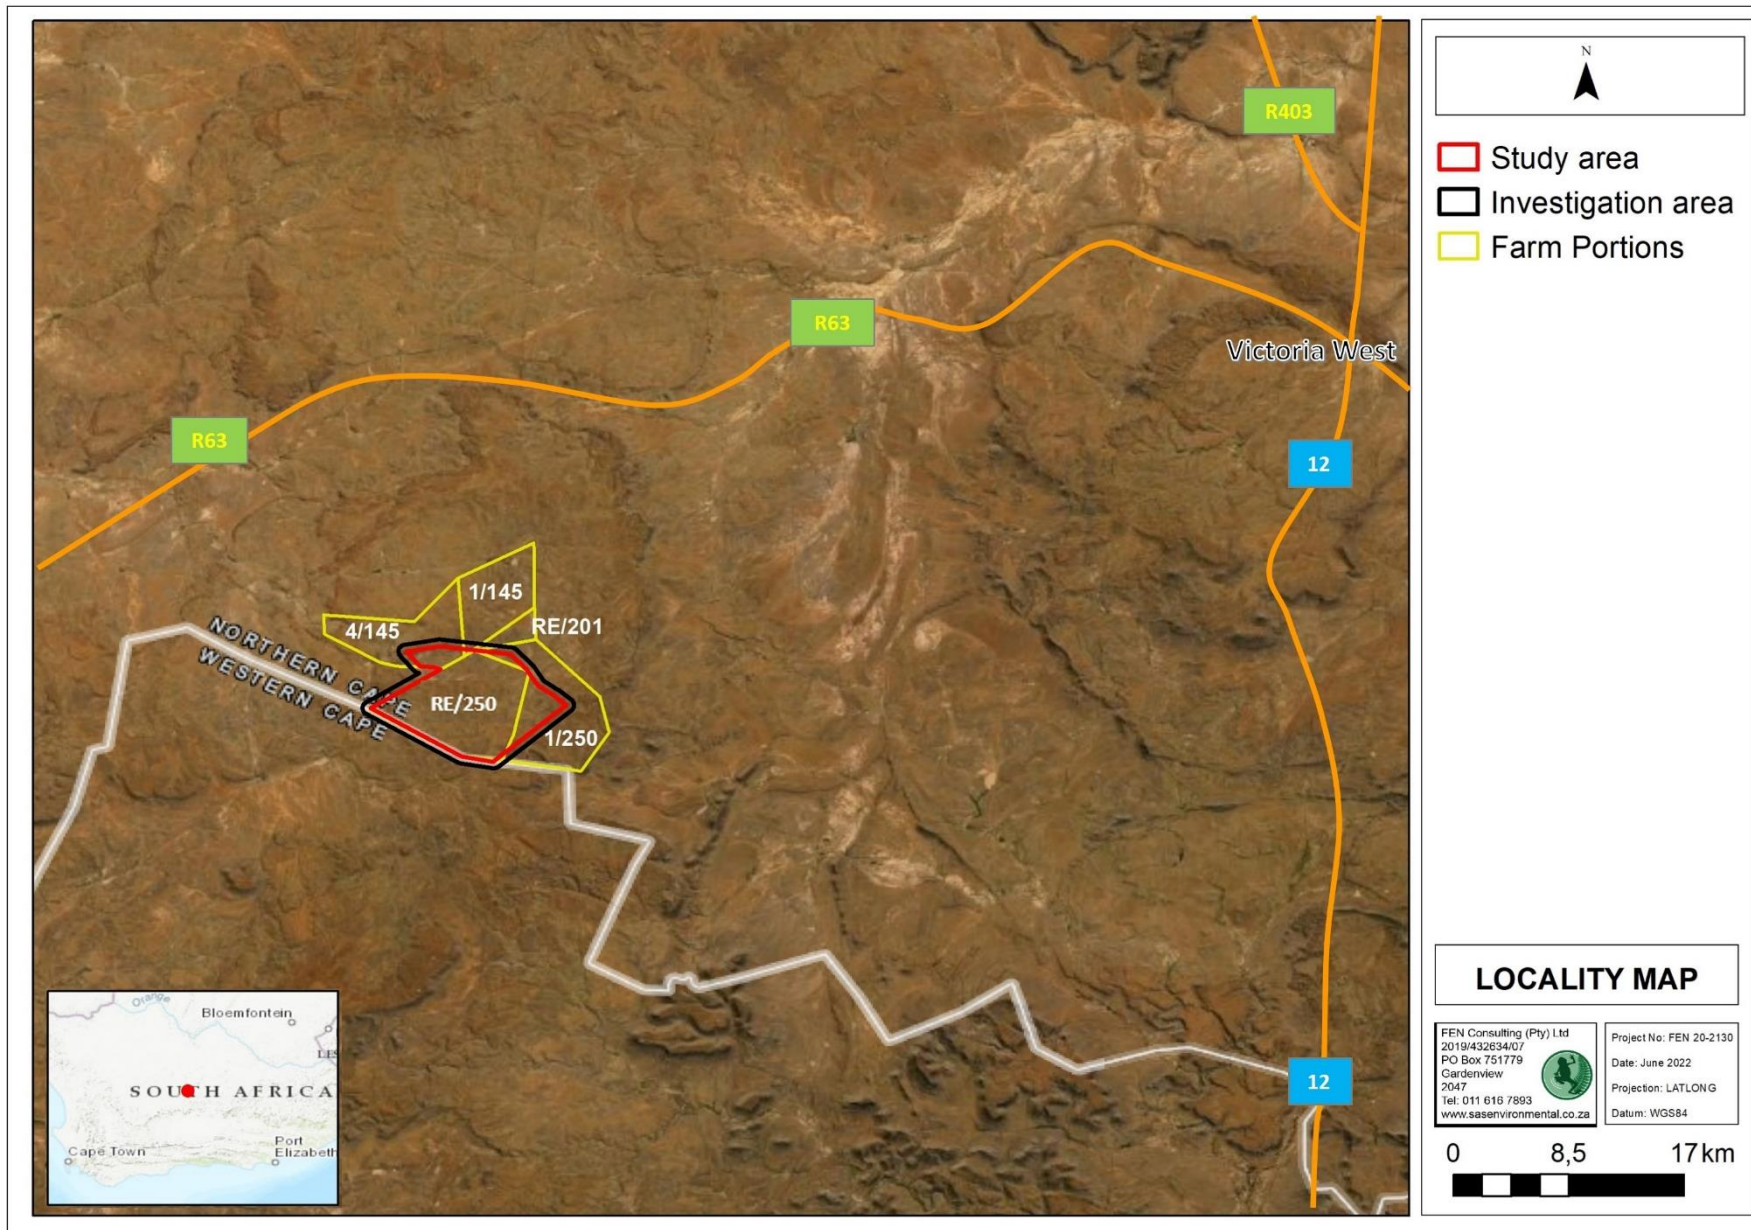 R403
R63
Victoria West
R63
12
1/145
RE/201
4/145
NORTHERN CAPE
WESTERN CAPE
RE/250
1/250
12
Orange
Bloemfontein
LES
SOUTH AFRICA
Cape Town
Port
Elizabeth
N
Study area
Investigation area
Farm Portions
LOCALITY MAP
FEN Consulting (Pty) Ltd
2019/432634/07
PO Box 751779
Gardenview
2047
Tel: 011 616 7893
www.sasenvironmental.co.za
Project No: FEN 20-2130
Date: June 2022
Projection: LATLONG
Datum: WGS84
0 8,5 17 km